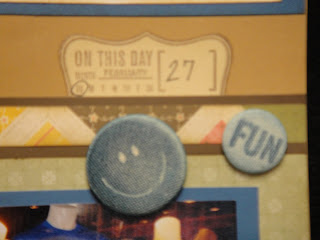 ON THIS DAY
FEBRUARY
27
FUN